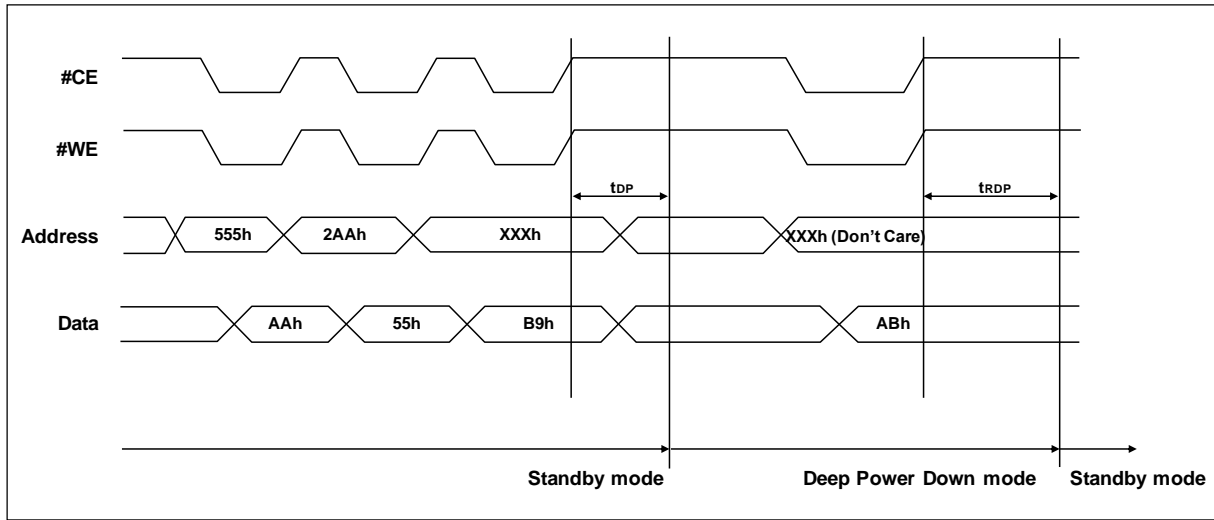 #CE
#WE
tDP
tRDP
Address
555h
2AAh
XXXh
XXXh (Don't Care)
Data
AAh
55h
B9h
ABh
Standby mode
Deep Power Down mode
Standby mode